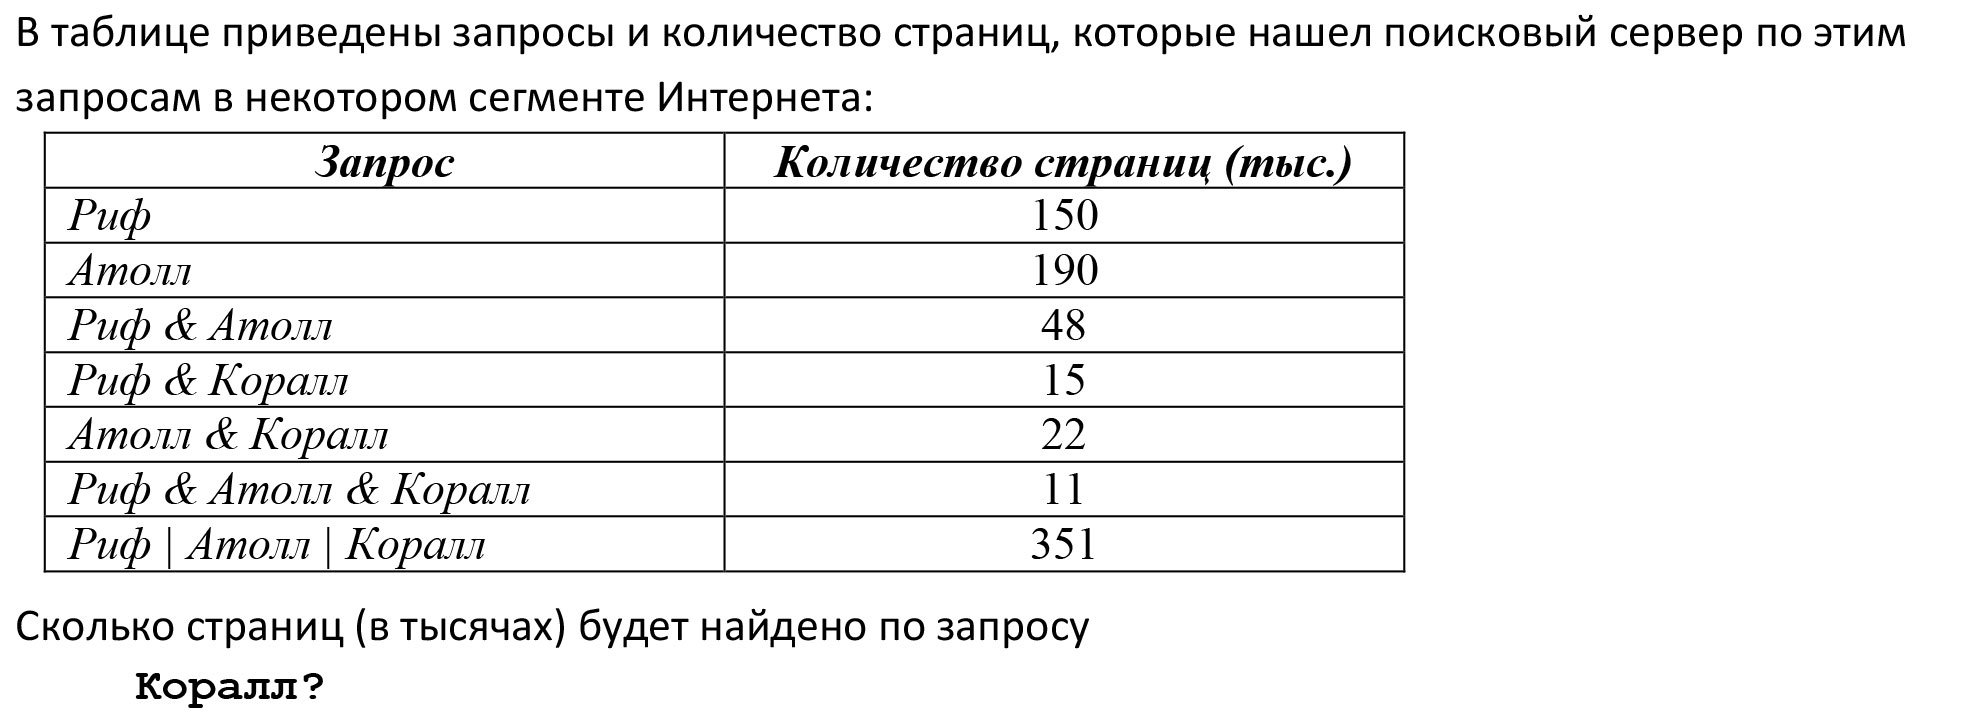 В таблице приведены запросы и количество страниц, которые нашел поисковый сервер по этим
запросам в некотором сегменте Интернета:
Запрос Количество страниц (тыс.)
Риф 150
Атолл 190
Риф & Атолл 48
Риф & Коралл 15
Атолл & Коралл 22
Риф & Атолл & Коралл 11
Риф | Атолл | Коралл 351
Сколько страниц (в тысячах) будет найдено по запросу
Коралл?